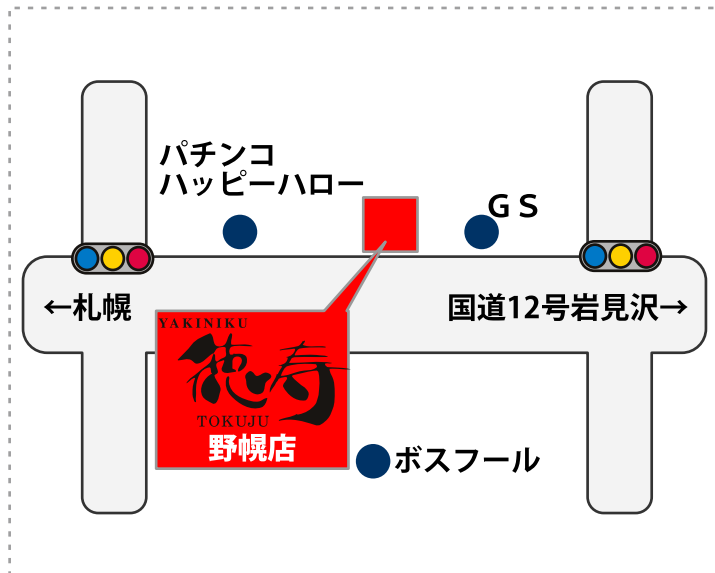 パチンコ
ハッピーハロー
ＧＳ
←札幌
国道12号岩見沢→
YAKINIKU
徳寿
TOKUJU
野幌店
ボスフール